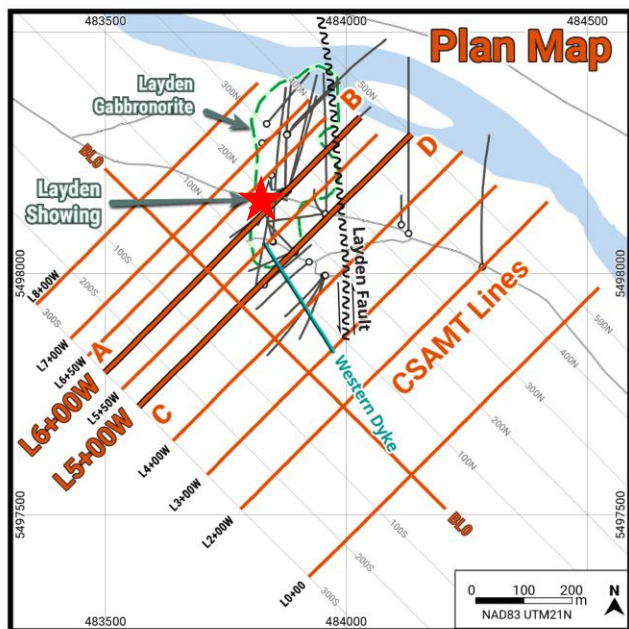 483500
484000
484500
Plan Map
Layden
Gabbronorite
300N
400N
500N
B
D
BL0
200N
Layden
Showing
100N
5498000
5498000
L8+00W
100S
200S
300S
L7+00W
L6+50W
A
L6+00W
L5+50W
L5+00W
C
Layden Fault
CSAMT Lines
Western Dyke
500N
400N
300N
200N
100N
L4+00W
L3+00W
L2+00W
BL0
100S
200S
300S
L0+00
5497500
5497500
0
100
200
m
N
NAD83 UTM21N
483500
484000